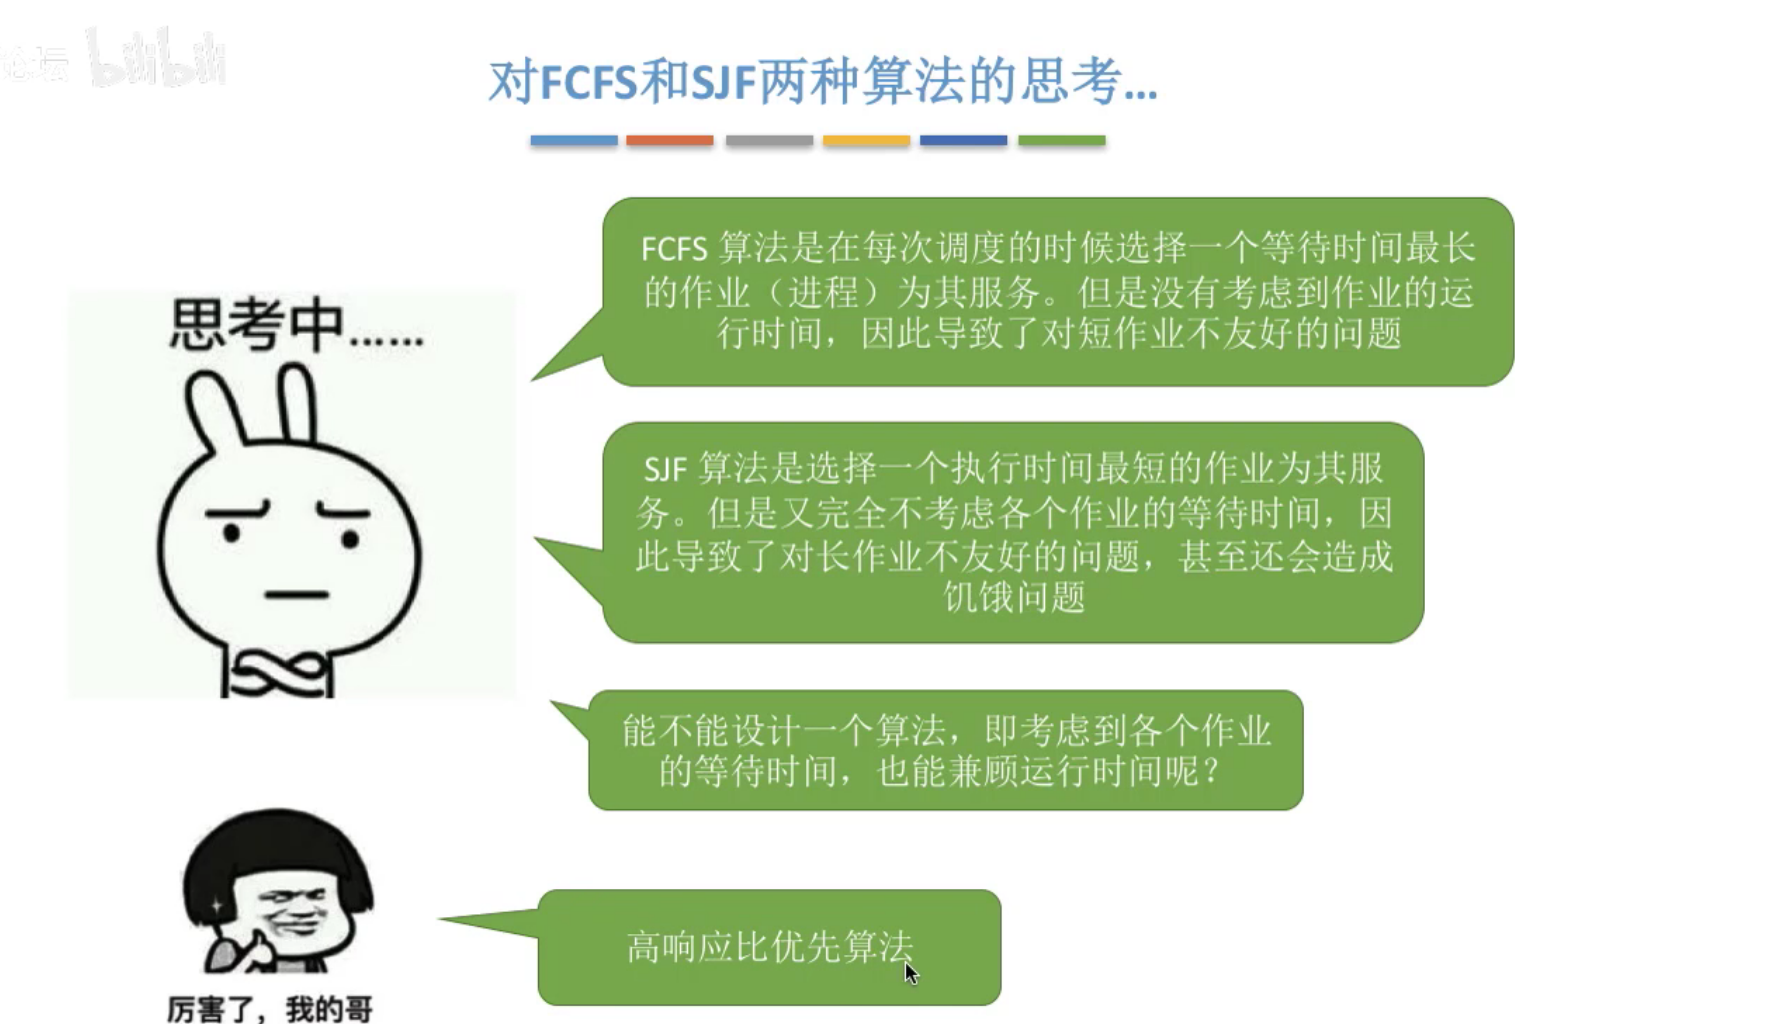 论坛 bilibili
对FCFS和SJF两种算法的思考...
FCFS 算法是在每次调度的时候选择一个等待时间最长
的作业（进程）为其服务。但是没有考虑到作业的运
行时间，因此导致了对短作业不友好的问题
思考中......
SJF 算法是选择一个执行时间最短的作业为其服
务。但是又完全不考虑各个作业的等待时间，因
此导致了对长作业不友好的问题，甚至还会造成
饥饿问题
能不能设计一个算法，即考虑到各个作业
的等待时间，也能兼顾运行时间呢？
高响应比优先算法
厉害了，我的哥